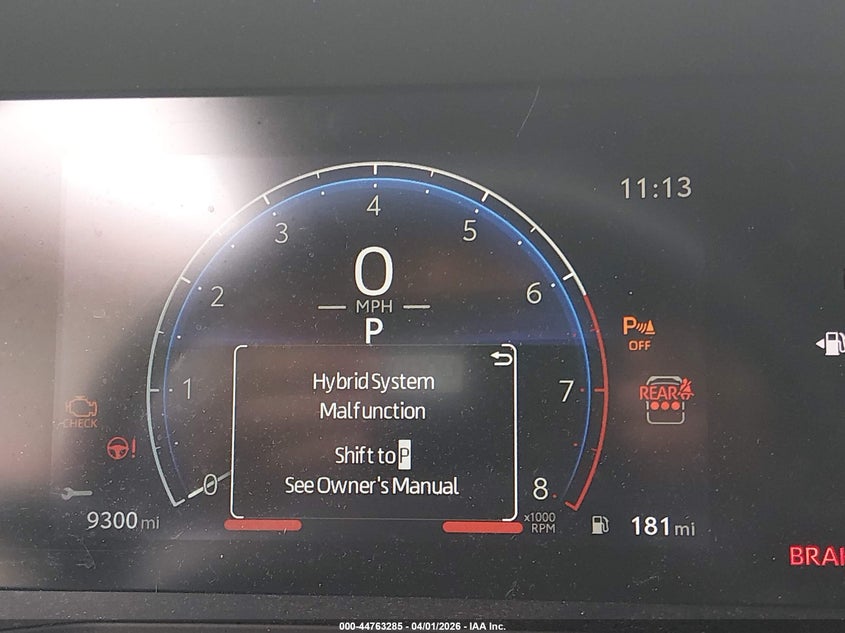 11:13
4
3
5
0
2
6
MPH
P
P
OFF
Hybrid System
Malfunction
1
7
REAR
CHECK
!
Shift to P
0
See Owner's Manual
8
9300 mi
x1000
RPM
181 mi
BRA
000-44763285 - 04/01/2026 - IAA Inc.